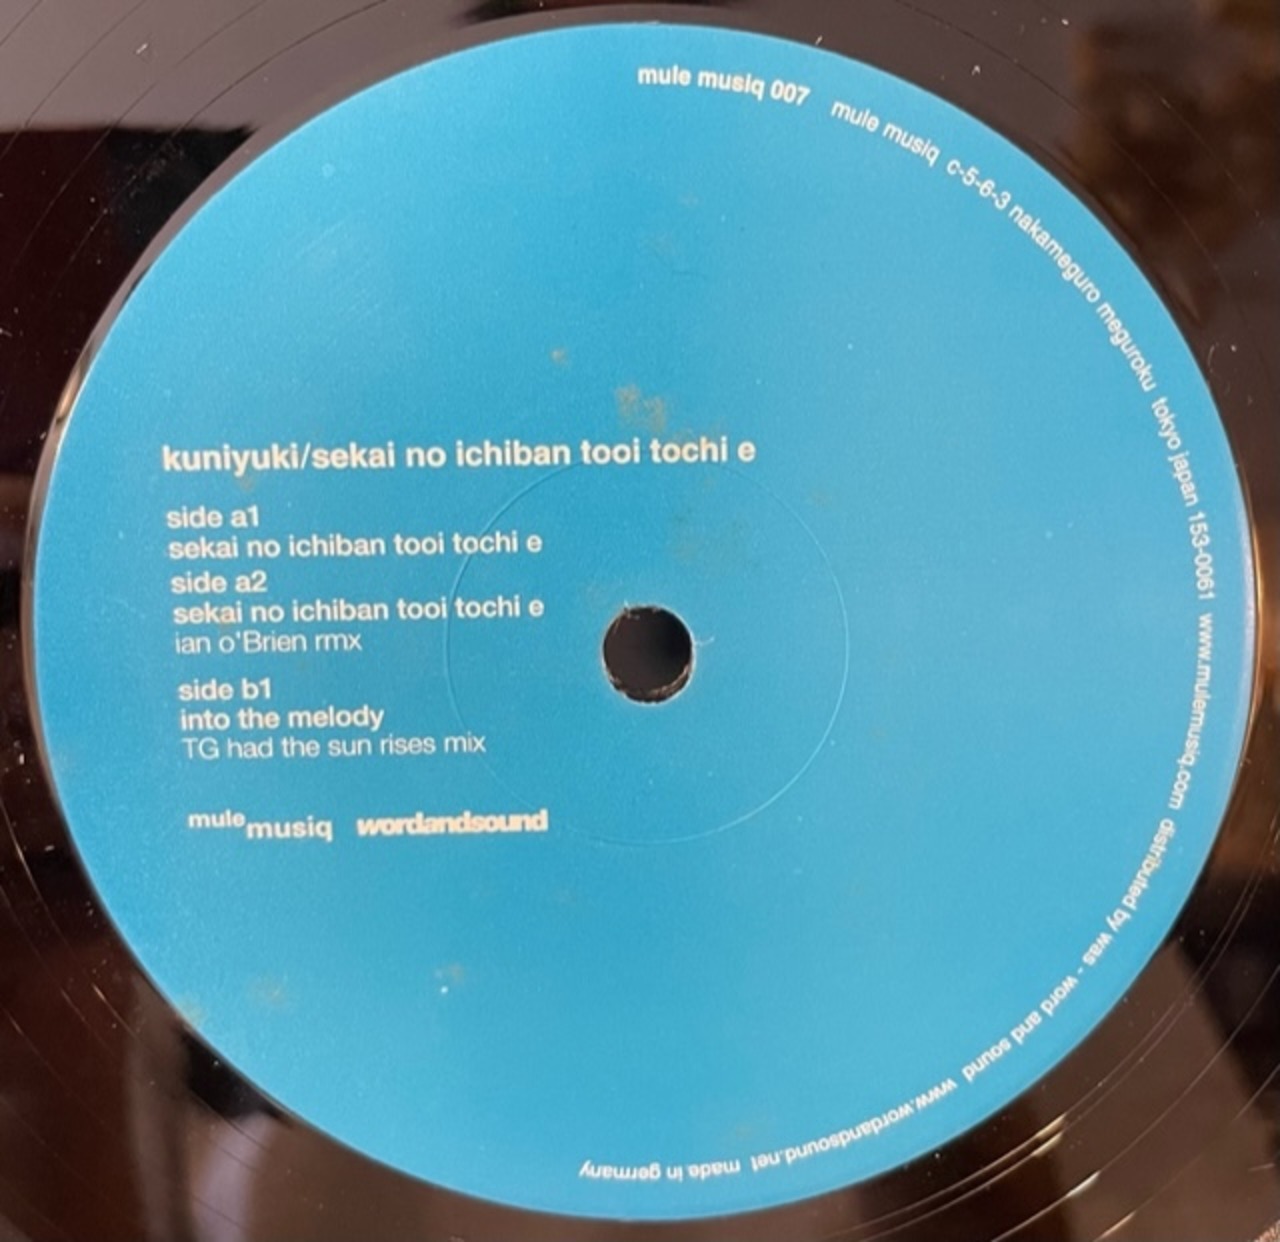 mule musiq 007 mule musiq c-5-6-3 nakameguro meguroku tokyo japan 153-0061 www.mulemusiq.com distributed by was - word and sound www.wordandsound.net made in germany
kuniyuki/sekai no ichiban tooi tochi e
side a1
sekai no ichiban tooi tochi e
side a2
sekai no ichiban tooi tochi e
ian o'Brien rmx
side b1
into the melody
TG had the sun rises mix
mule musiq wordandsound